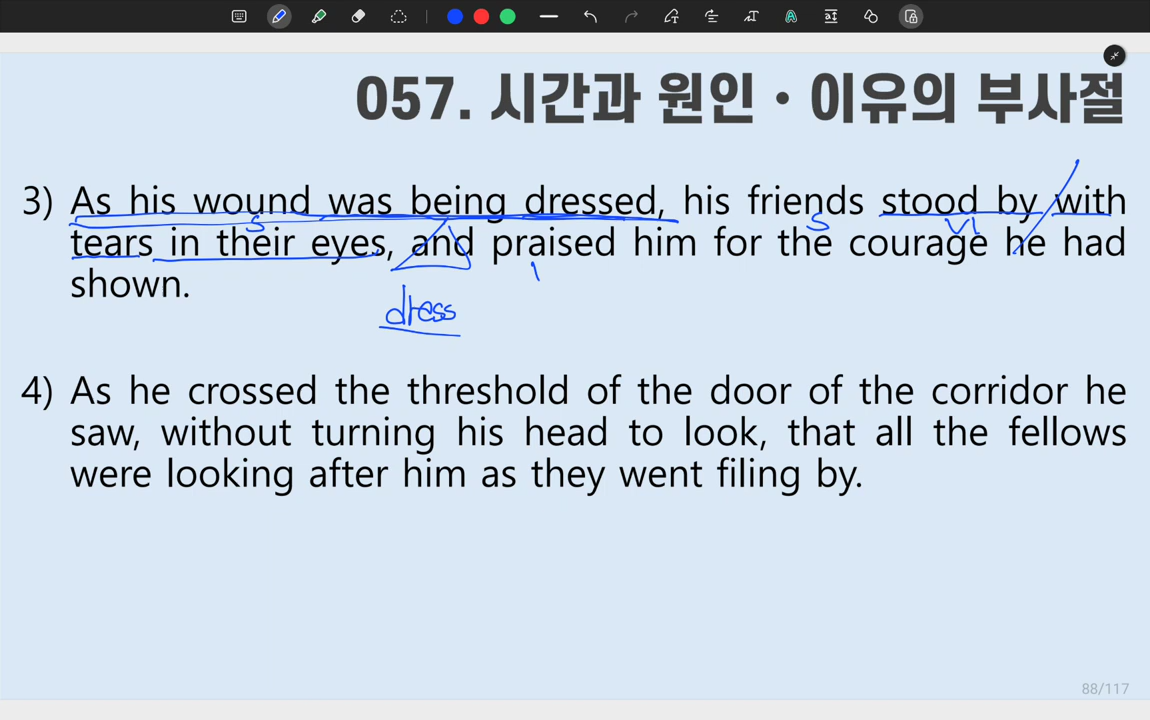 057. 시간과 원인·이유의 부사절
3) As his wound was being dressed, his friends stood by with
s s vi
tears in their eyes, and praised him for the courage he had
shown.
dress
4) As he crossed the threshold of the door of the corridor he
saw, without turning his head to look, that all the fellows
were looking after him as they went filing by.
88/117